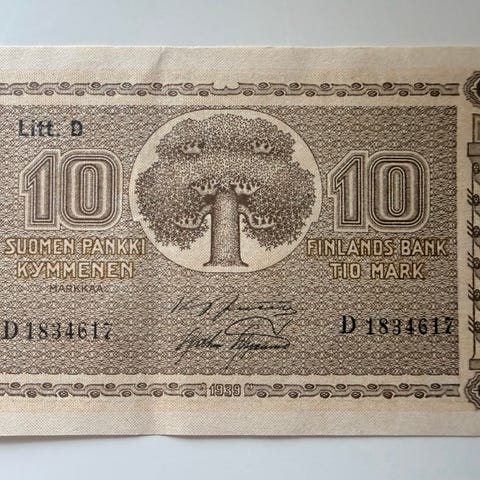 Litt. D
10 10
SUOMEN PANKKI
KYMMENEN
MARKKAA
FINLANDS BANK
TIO MARK
D 1834617
D 1834617
1939